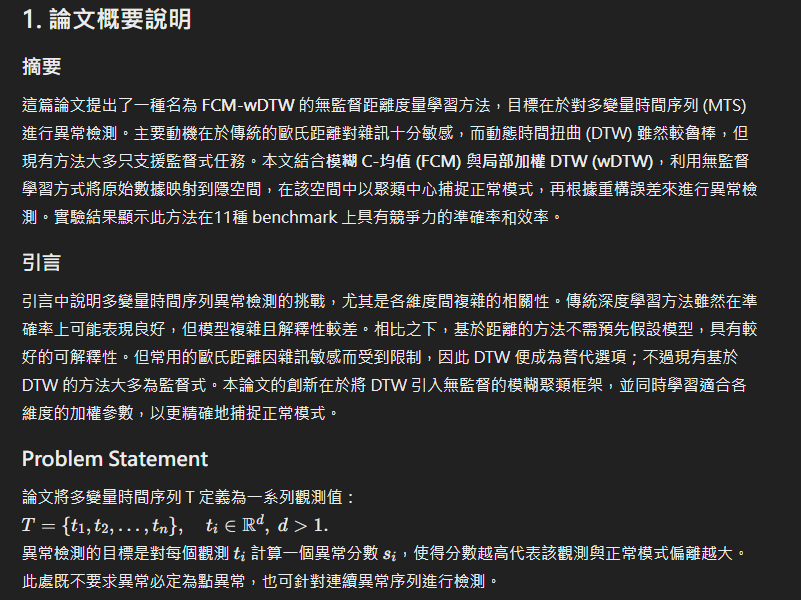 1. 論文概要說明
摘要
這篇論文提出了一種名為 FCM-wDTW 的無監督距離度量學習方法，目標在於對多變量時間序列 (MTS)
進行異常檢測。主要動機在於傳統的歐氏距離對雜訊十分敏感，而動態時間扭曲 (DTW) 雖然較魯棒，但
現有方法大多只支援監督式任務。本文結合模糊 C-均值 (FCM) 與局部加權 DTW (wDTW)，利用無監督
學習方式將原始數據映射到隱空間，在該空間中以聚類中心捕捉正常模式，再根據重構誤差來進行異常檢
測。實驗結果顯示此方法在11種 benchmark 上具有競爭力的準確率和效率。
引言
引言中說明多變量時間序列異常檢測的挑戰，尤其是各維度間複雜的相關性。傳統深度學習方法雖然在準
確率上可能表現良好，但模型複雜且解釋性較差。相比之下，基於距離的方法不需預先假設模型，具有較
好的可解釋性。但常用的歐氏距離因雜訊敏感而受到限制，因此 DTW 便成為替代選項；不過現有基於
DTW 的方法大多為監督式。本論文的創新在於將 DTW 引入無監督的模糊聚類框架，並同時學習適合各
維度的加權參數，以更精確地捕捉正常模式。
Problem Statement
論文將多變量時間序列 T 定義為一系列觀測值：
T = {t₁, t₂, …, tₙ}, tᵢ ∈ ℝᵈ, d > 1.
異常檢測的目標是對每個觀測 tᵢ 計算一個異常分數 sᵢ，使得分數越高代表該觀測與正常模式偏離越大。
此處既不要求異常必定為點異常，也可針對連續異常序列進行檢測。